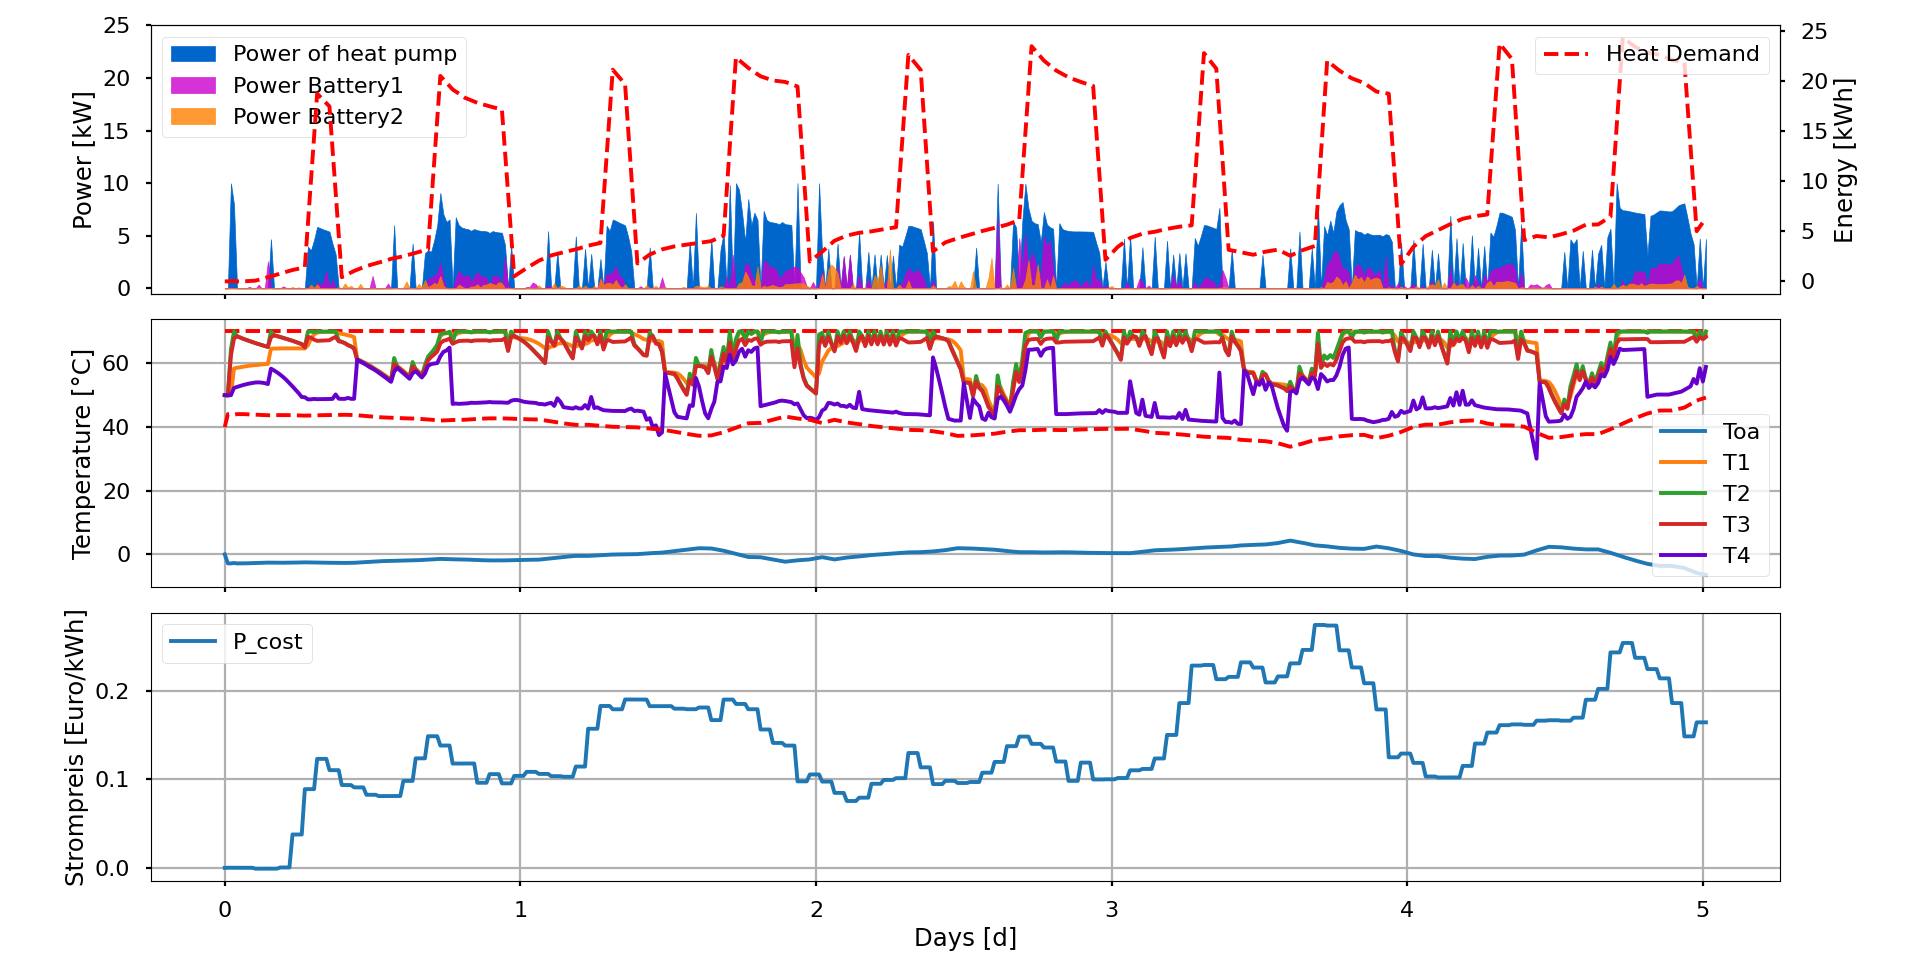 25
20
15
10
5
0
Power [kW]
Power of heat pump
Power Battery1
Power Battery2
Heat Demand
25
20
15
10
5
0
Energy [kWh]
60
40
20
0
Temperature [°C]
Toa
T1
T2
T3
T4
0.2
0.1
0.0
Strompreis [Euro/kWh]
P_cost
0 1 2 3 4 5
Days [d]